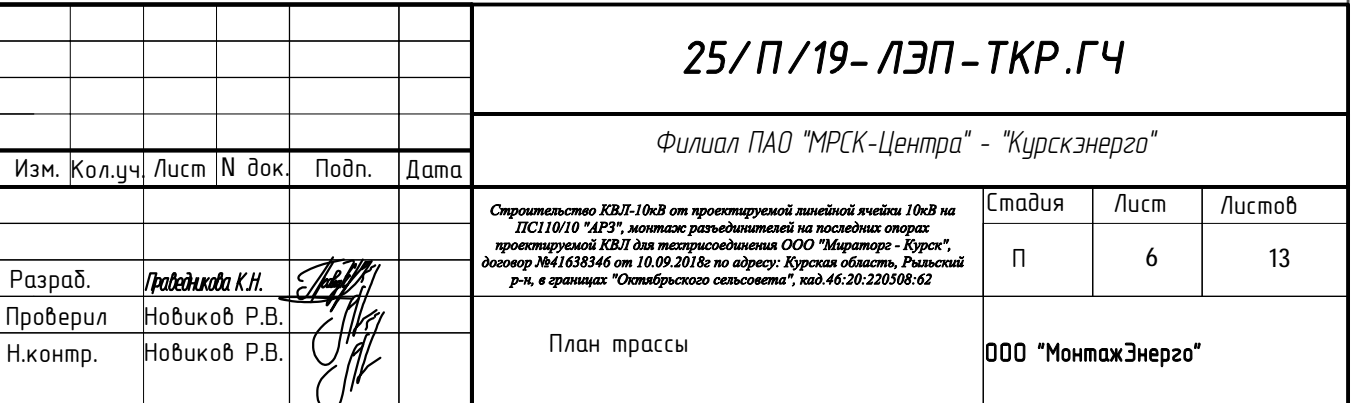 25/П/19-ЛЭП-ТКР.ГЧ
Филиал ПАО "МРСК-Центра" - "Курскэнерго"
Изм. Кол.уч. Лист N док. Подп. Дата
Строительство КВЛ-10кВ от проектируемой линейной ячейки 10кВ на
ПС110/10 "АРЗ", монтаж разъединителей на последних опорах
проектируемой КВЛ для техприсоединения ООО "Мираторг - Курск",
договор №41638346 от 10.09.2018г по адресу: Курская область, Рыльский
р-н, в границах "Октябрьского сельсовета", кад.46:20:220508:62
Стадия Лист Листов
П 6 13
Разраб. Праведникова К.Н.
Проверил Новиков Р.В.
Н.контр. Новиков Р.В.
План трассы
ООО "МонтажЭнерго"